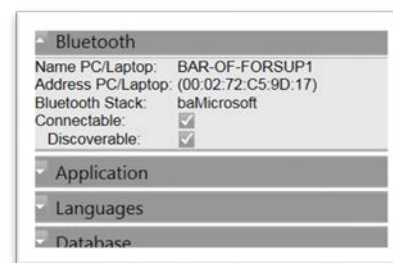 Bluetooth
Name PC/Laptop: BAR-OF-FORSUP1
Address PC/Laptop: (00:02:72:C5:9D:17)
Bluetooth Stack: baMicrosoft
Connectable:
Discoverable:
Application
Languages
Database